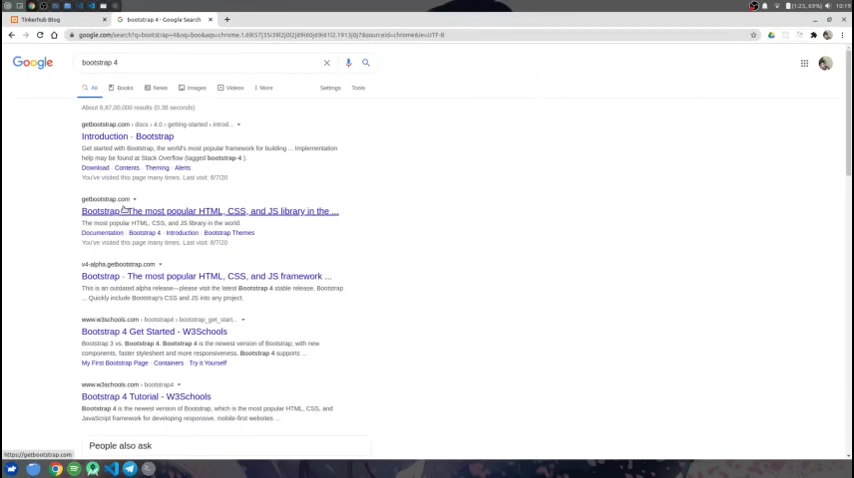 (1:25, 69%) 10:19
Tinkerhub Blog
bootstrap 4 - Google Search
google.com/search?q=bootstrap+4&oq=boo&aqs=chrome.1.69i57j35i39l2j0l2j69i60j69i61l2.1913j0j7&sourceid=chrome&ie=UTF-8
Google
bootstrap 4
All Books News Images Videos More Settings Tools
About 8,87,00,000 results (0.38 seconds)
getbootstrap.com › docs › 4.0 › getting-started › introd...
Introduction · Bootstrap
Get started with Bootstrap, the world's most popular framework for building ... Implementation
help may be found at Stack Overflow (tagged bootstrap-4 ).
Download · Contents · Theming · Alerts
You've visited this page many times. Last visit: 8/7/20
getbootstrap.com
Bootstrap · The most popular HTML, CSS, and JS library in the ...
The most popular HTML, CSS, and JS library in the world.
Documentation · Bootstrap 4 · Introduction · Bootstrap Themes
You've visited this page many times. Last visit: 8/7/20
v4-alpha.getbootstrap.com
Bootstrap · The most popular HTML, CSS, and JS framework ...
This is an outdated alpha release—please visit the latest Bootstrap 4 stable release. Bootstrap
... Quickly include Bootstrap's CSS and JS into any project.
www.w3schools.com › bootstrap4 › bootstrap_get_start...
Bootstrap 4 Get Started - W3Schools
Bootstrap 3 vs. Bootstrap 4. Bootstrap 4 is the newest version of Bootstrap; with new
components, faster stylesheet and more responsiveness. Bootstrap 4 supports ...
My First Bootstrap Page · Containers · Try it Yourself
www.w3schools.com › bootstrap4
Bootstrap 4 Tutorial - W3Schools
Bootstrap 4 is the newest version of Bootstrap, which is the most popular HTML, CSS, and
JavaScript framework for developing responsive, mobile-first websites ...
People also ask
https://getbootstrap.com